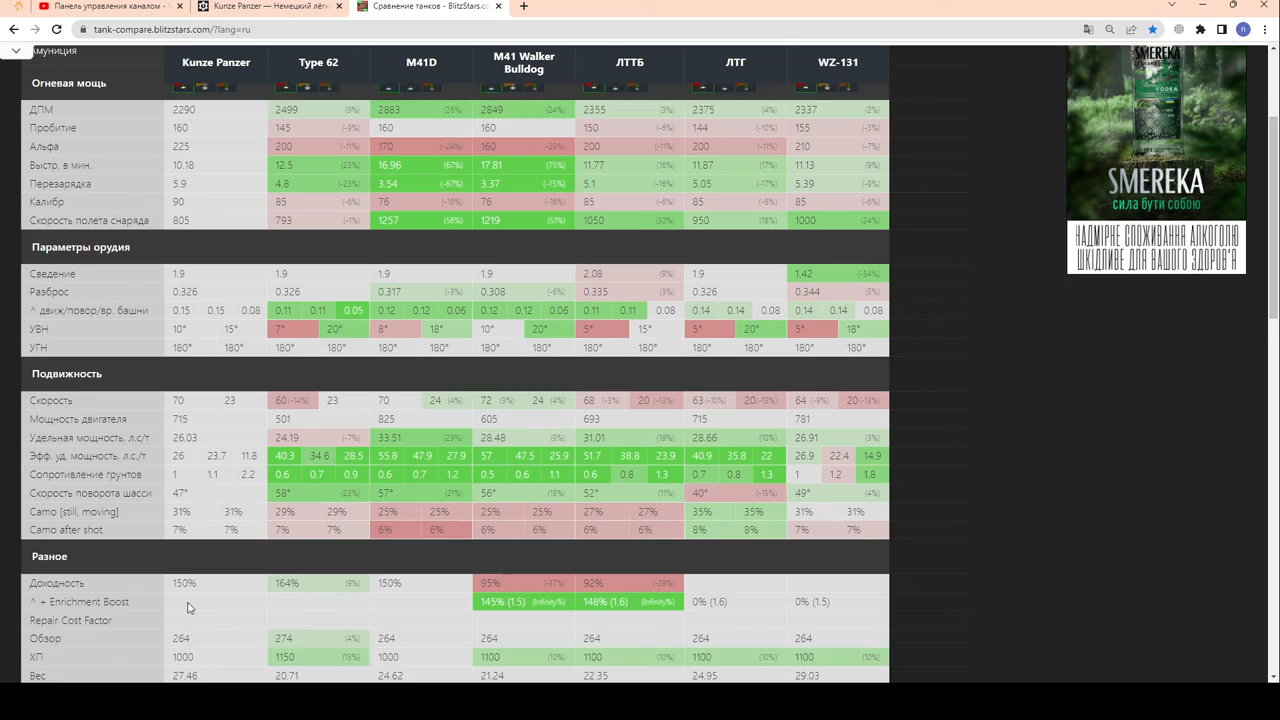 Панель управления каналом –
Kunze Panzer — Немецкий лёгк
Сравнение танков - BlitzStars.co
tank-compare.blitzstars.com/?lang=ru
Амуниция
Kunze Panzer Type 62 M41D M41 Walker Bulldog ЛТТБ ЛТГ WZ-131
Огневая мощь
ДПМ 2290 2499 (9%) 2883 (26%) 2849 (24%) 2355 (3%) 2375 (4%) 2337 (2%)
Пробитие 160 145 (-9%) 160 160 150 (-6%) 144 (-10%) 155 (-3%)
Альфа 225 200 (-11%) 170 (-24%) 160 (-29%) 200 (-11%) 200 (-11%) 210 (-7%)
Выстр. в мин. 10.18 12.5 (23%) 16.96 (67%) 17.81 (75%) 11.77 (16%) 11.87 (17%) 11.13 (9%)
Перезарядка 5.9 4.8 (-23%) 3.54 (-67%) 3.37 (-75%) 5.1 (-16%) 5.05 (-17%) 5.39 (-9%)
Калибр 90 85 (-6%) 76 (-16%) 76 (-16%) 85 (-6%) 85 (-6%) 85 (-6%)
Скорость полета снаряда 805 793 (-1%) 1257 (56%) 1219 (51%) 1050 (30%) 950 (18%) 1000 (24%)
Параметры орудия
Сведение 1.9 1.9 1.9 1.9 2.08 (9%) 1.9 1.42 (-34%)
Разброс 0.326 0.326 0.317 (-3%) 0.308 (-6%) 0.335 (3%) 0.326 0.344 (5%)
^ движ/повор/вр. башни 0.15 0.15 0.08 0.11 0.11 0.05 0.12 0.12 0.06 0.12 0.12 0.06 0.11 0.11 0.08 0.14 0.14 0.08 0.14 0.14 0.08
УВН 10° 15° 7° 20° 8° 18° 10° 20° 5° 15° 5° 20° 5° 18°
УГН 180° 180° 180° 180° 180° 180° 180° 180° 180° 180° 180° 180° 180° 180°
Подвижность
Скорость 70 23 60 (-14%) 23 70 24 (4%) 72 (3%) 24 (4%) 68 (-3%) 20 (-13%) 63 (-10%) 20 (-13%) 64 (-9%) 20 (-13%)
Мощность двигателя 715 501 825 605 693 715 781
Удельная мощность, л.с/т 26.03 24.19 (-7%) 33.51 (29%) 28.48 (9%) 31.01 (19%) 28.66 (10%) 26.91 (3%)
Эфф. уд. мощность, л.с./т 26 23.7 11.8 40.3 34.6 28.5 55.8 47.9 27.9 57 47.5 25.9 51.7 38.8 23.9 40.9 35.8 22 26.9 22.4 14.9
Сопротивление грунтов 1 1.1 2.2 0.6 0.7 0.9 0.6 0.7 1.2 0.5 0.6 1.1 0.6 0.8 1.3 0.7 0.8 1.3 1 1.2 1.8
Скорость поворота шасси 47° 58° (23%) 57° (21%) 56° (19%) 52° (11%) 40° (-15%) 49° (4%)
Camo [still, moving] 31% 31% 29% 29% 25% 25% 25% 25% 27% 27% 35% 35% 31% 31%
Camo after shot 7% 7% 7% 7% 6% 6% 6% 6% 6% 6% 8% 8% 7% 7%
Разное
Доходность 150% 164% (9%) 150% 95% (-37%) 92% (-39%)
^ + Enrichment Boost 145% (1.5) (Infinity%) 148% (1.6) (Infinity%) 0% (1.6) 0% (1.5)
Repair Cost Factor
Обзор 264 274 (4%) 264 264 264 264 264
ХП 1000 1150 (15%) 1000 1100 (10%) 1100 (10%) 1100 (10%) 1100 (10%)
Вес 27.46 20.71 24.62 21.24 22.35 24.95 29.03
SMEREKA
VODKA
SMEREKA
сила бути собою
НАДМІРНЕ СПОЖИВАННЯ АЛКОГОЛЮ
ШКІДЛИВЕ ДЛЯ ВАШОГО ЗДОРОВ'Я